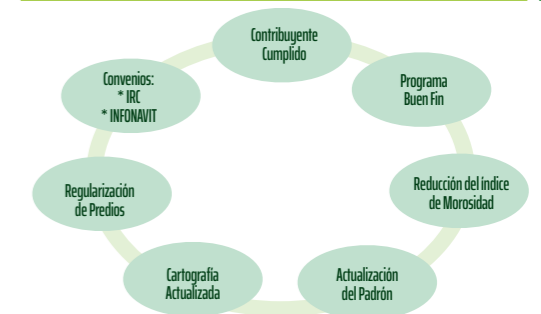 Contribuyente
Cumplido
Programa
Buen Fin
Reducción del índice
de Morosidad
Actualización
del Padrón
Cartografía
Actualizada
Regularización
de Predios
Convenios:
* IRC
* INFONAVIT